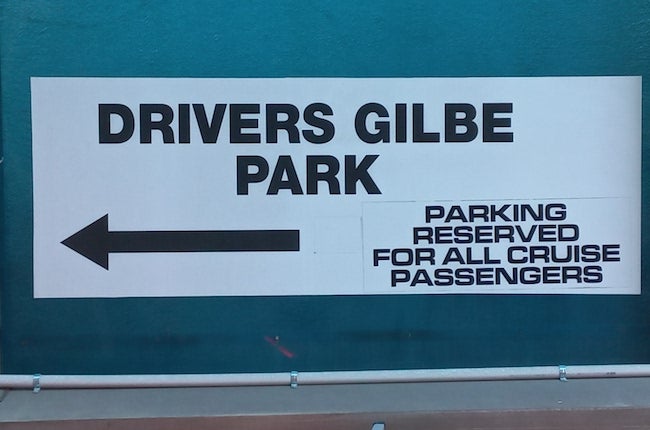 DRIVERS GILBE
PARK
PARKING
RESERVED
FOR ALL CRUISE
PASSENGERS